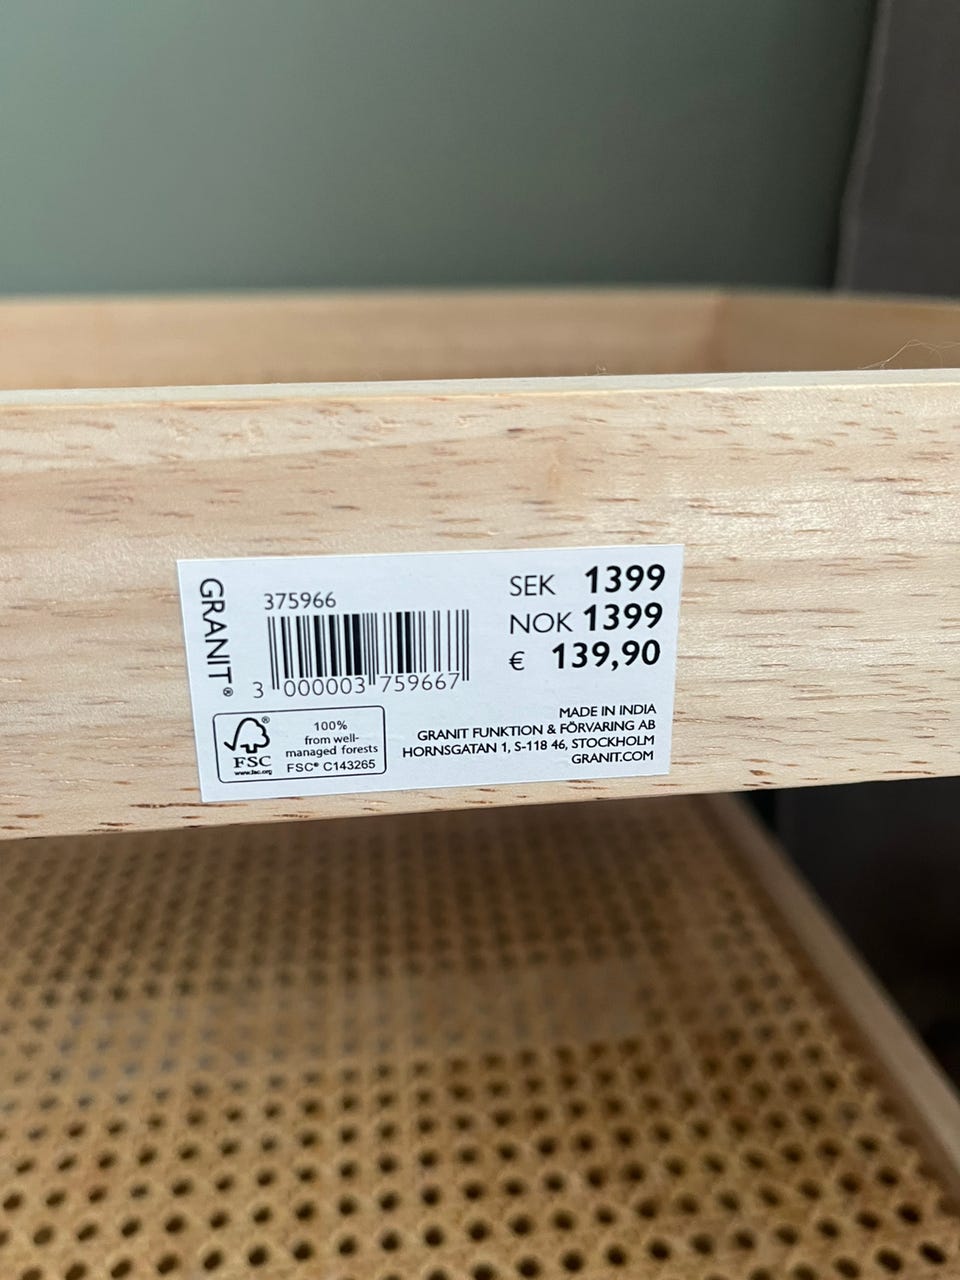 GRANIT®
375966
3 000003 759667
SEK 1399
NOK 1399
€ 139,90
FSC®
www.fsc.org
100%
from well-
managed forests
FSC® C143265
MADE IN INDIA
GRANIT FUNKTION & FÖRVARING AB
HORNSGATAN 1, S-118 46, STOCKHOLM
GRANIT.COM